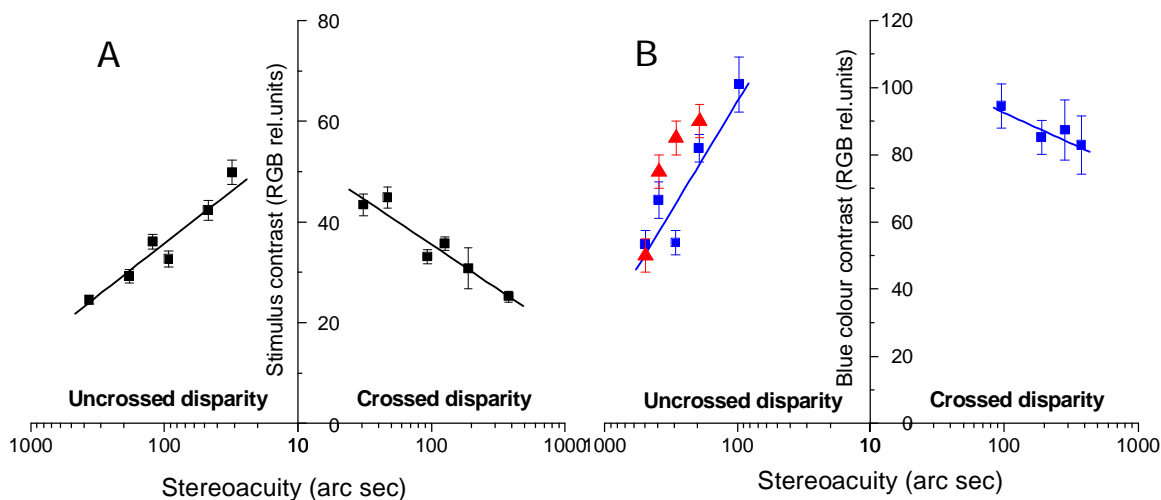 A
Stimulus contrast (RGB rel.units)
80
60
40
20
0
Uncrossed disparity
Crossed disparity
1000
100
10
100
1000
Stereoacuity (arc sec)
B
Blue colour contrast (RGB rel.units)
120
100
80
60
40
20
0
Uncrossed disparity
Crossed disparity
1000
100
10
100
1000
Stereoacuity (arc sec)